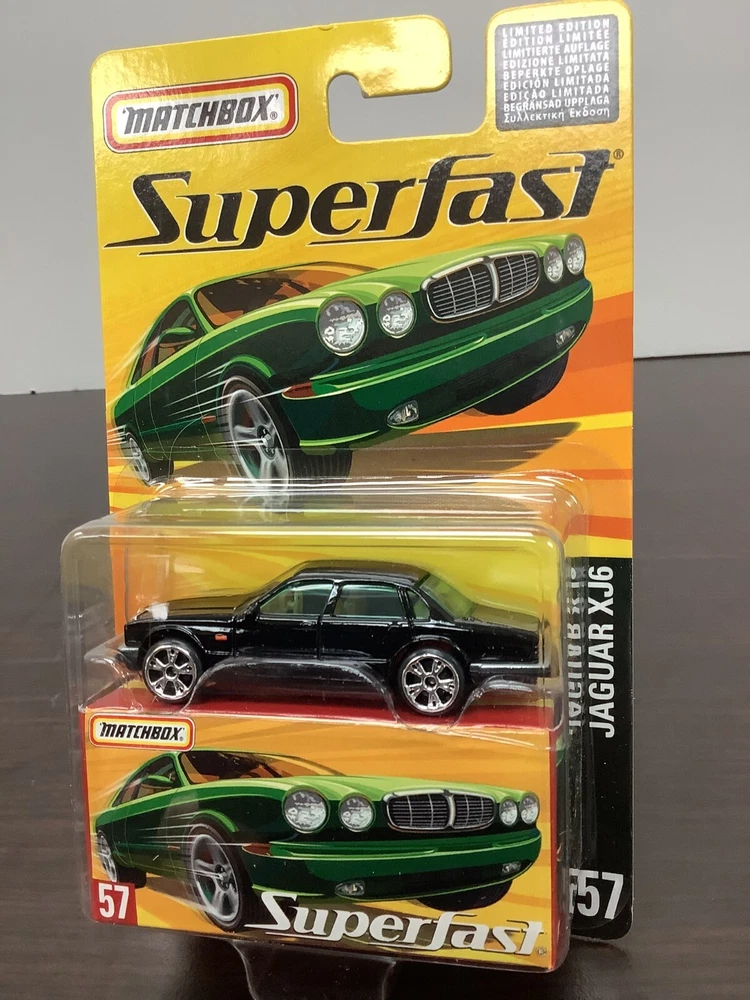 LIMITED EDITION
EDITION LIMITÉE
LIMITIERTE AUFLAGE
EDIZIONE LIMITATA
BEPERKTE OPLAGE
EDICIÓN LIMITADA
EDIÇÃO LIMITADA
BEGRÄNSAD UPPLAGA
Συλλεκτική Έκδοση
MATCHBOX®
Superfast®
JAGUAR XJ6
MATCHBOX
57
Superfast®
57